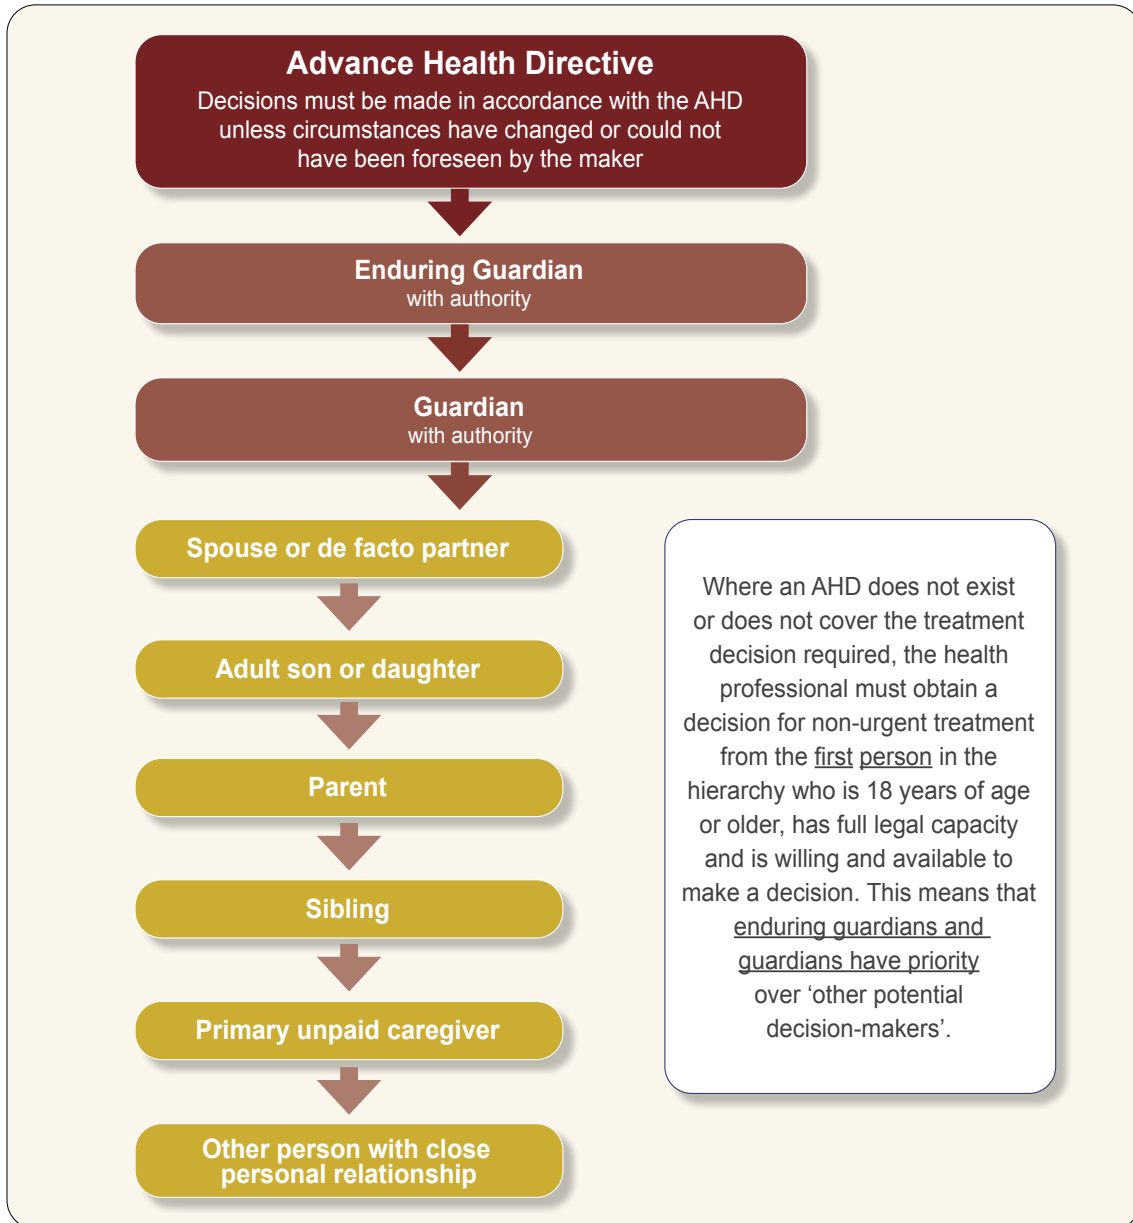 Advance Health Directive
Decisions must be made in accordance with the AHD
unless circumstances have changed or could not
have been foreseen by the maker
Enduring Guardian
with authority
Guardian
with authority
Spouse or de facto partner
Adult son or daughter
Parent
Sibling
Primary unpaid caregiver
Other person with close
personal relationship
Where an AHD does not exist
or does not cover the treatment
decision required, the health
professional must obtain a
decision for non-urgent treatment
from the first person in the
hierarchy who is 18 years of age
or older, has full legal capacity
and is willing and available to
make a decision. This means that
enduring guardians and
guardians have priority
over ‘other potential
decision-makers’.